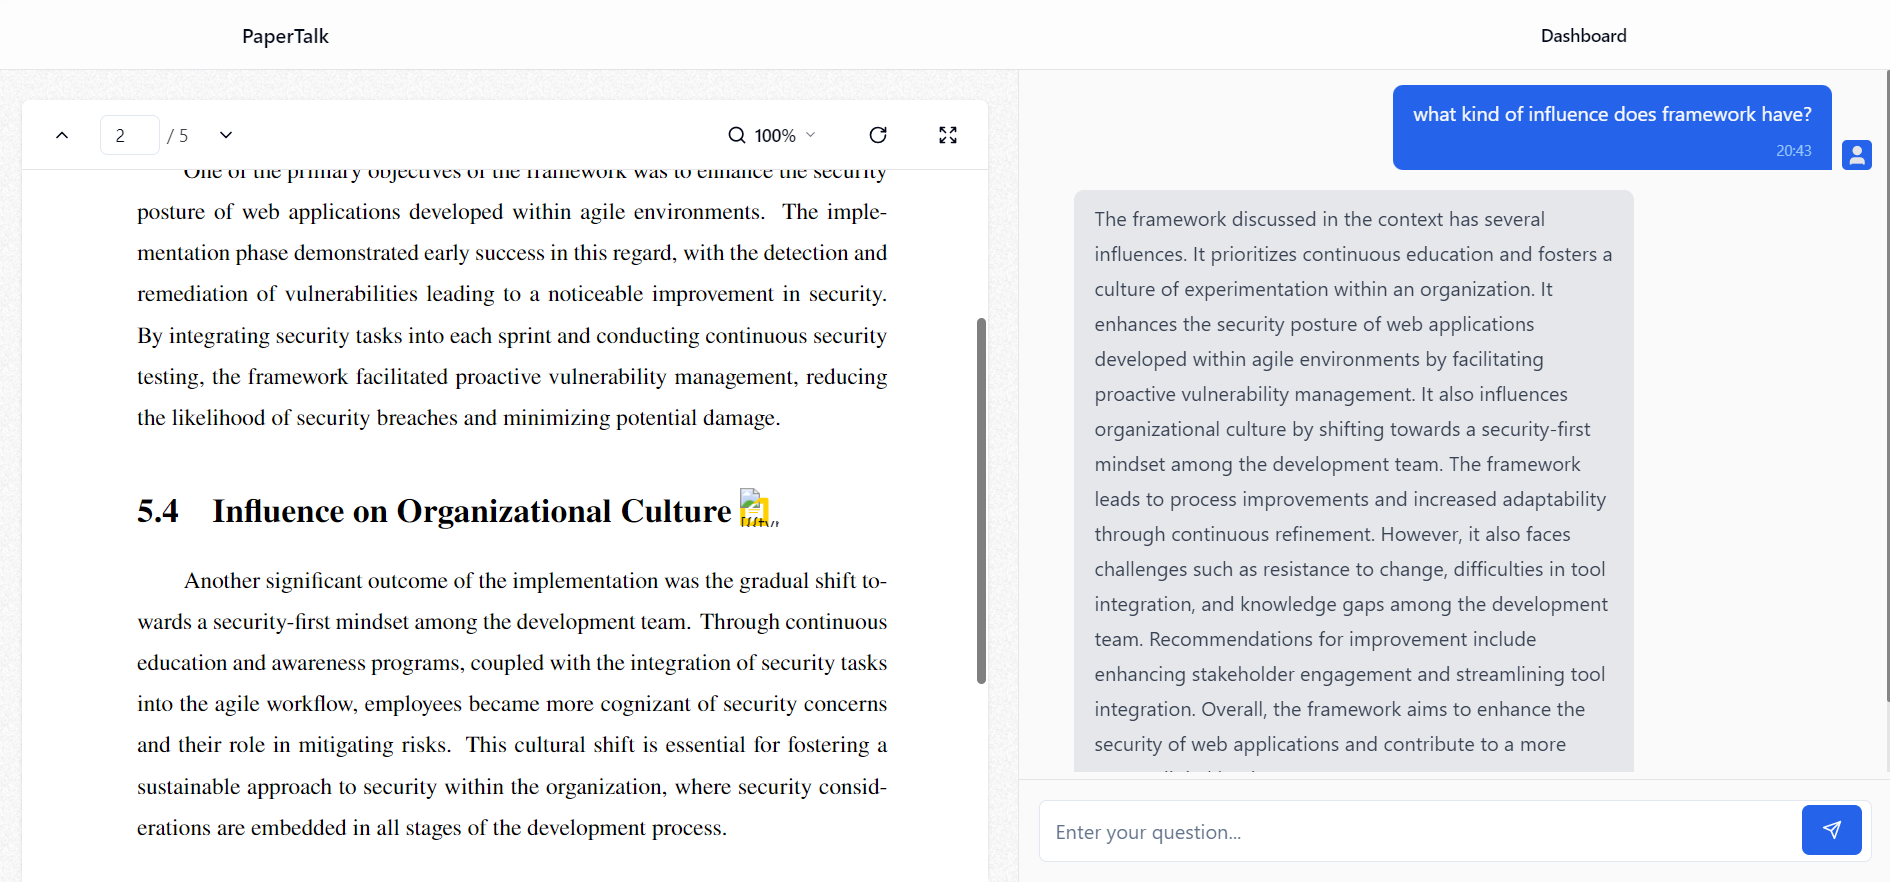 PaperTalk
Dashboard
2 / 5
100%
One of the primary objectives of the framework was to enhance the security
posture of web applications developed within agile environments. The imple-
mentation phase demonstrated early success in this regard, with the detection and
remediation of vulnerabilities leading to a noticeable improvement in security.
By integrating security tasks into each sprint and conducting continuous security
testing, the framework facilitated proactive vulnerability management, reducing
the likelihood of security breaches and minimizing potential damage.
5.4 Influence on Organizational Culture
Another significant outcome of the implementation was the gradual shift to-
wards a security-first mindset among the development team. Through continuous
education and awareness programs, coupled with the integration of security tasks
into the agile workflow, employees became more cognizant of security concerns
and their role in mitigating risks. This cultural shift is essential for fostering a
sustainable approach to security within the organization, where security consid-
erations are embedded in all stages of the development process.
what kind of influence does framework have?
20:43
The framework discussed in the context has several
influences. It prioritizes continuous education and fosters a
culture of experimentation within an organization. It
enhances the security posture of web applications
developed within agile environments by facilitating
proactive vulnerability management. It also influences
organizational culture by shifting towards a security-first
mindset among the development team. The framework
leads to process improvements and increased adaptability
through continuous refinement. However, it also faces
challenges such as resistance to change, difficulties in tool
integration, and knowledge gaps among the development
team. Recommendations for improvement include
enhancing stakeholder engagement and streamlining tool
integration. Overall, the framework aims to enhance the
security of web applications and contribute to a more
Enter your question...